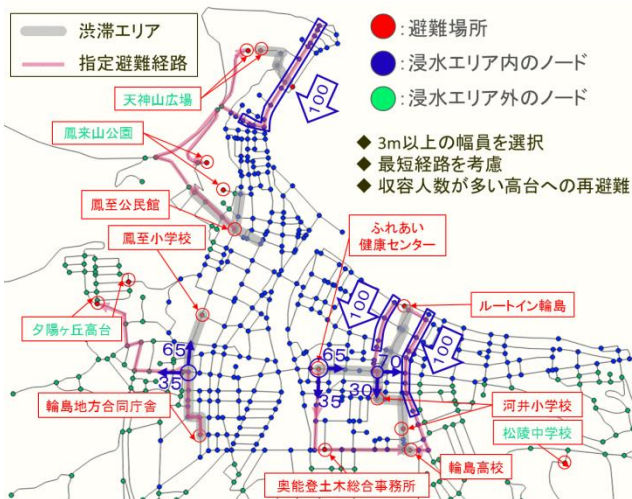 渋滞エリア
指定避難経路
：避難場所
：浸水エリア内のノード
：浸水エリア外のノード
◆ 3m以上の幅員を選択
◆ 最短経路を考慮
◆ 収容人数が多い高台への再避難
天神山広場
100
鳳来山公園
鳳至公民館
鳳至小学校
ふれあい
健康センター
ルートイン輪島
夕陽ヶ丘高台
100
100
65
35
65
35
70
30
輪島地方合同庁舎
河井小学校
松陵中学校
輪島高校
奥能登土木総合事務所